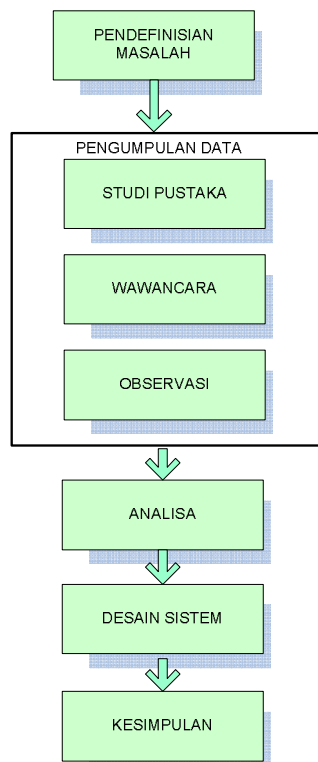 PENDEFINISIAN
MASALAH
PENGUMPULAN DATA
STUDI PUSTAKA
WAWANCARA
OBSERVASI
ANALISA
DESAIN SISTEM
KESIMPULAN